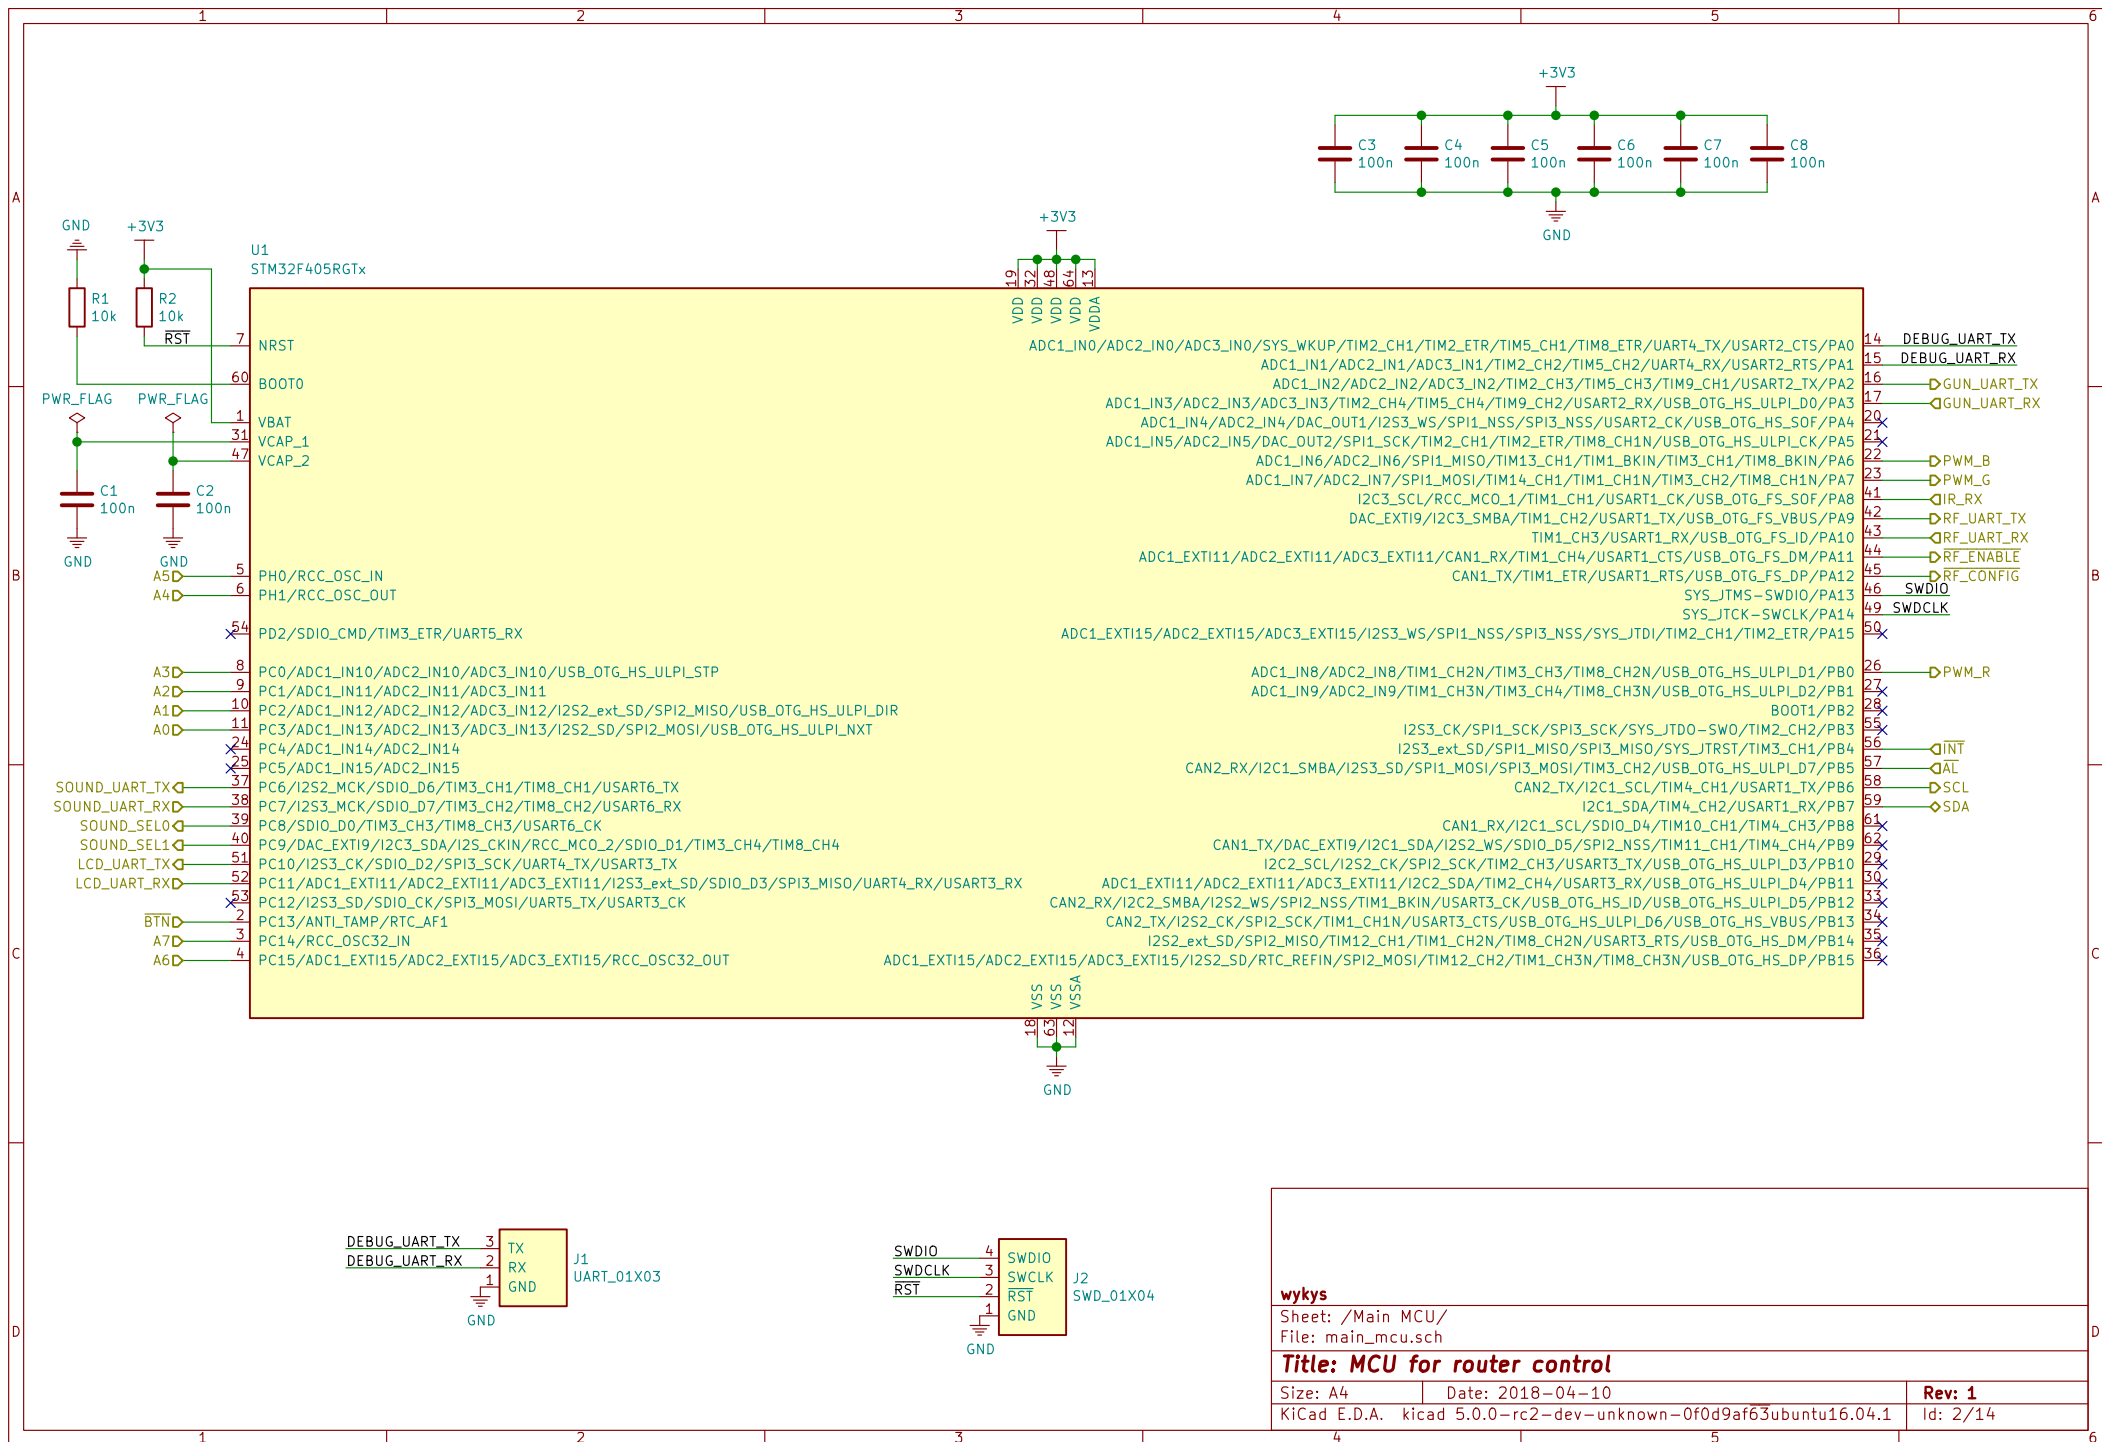 1 2 3 4 5 6
+3V3
C3 100n
C4 100n
C5 100n
C6 100n
C7 100n
C8 100n
GND
A A
GND
+3V3
+3V3
U1
STM32F405RGTx
R1 10k
R2 10k
RST
19 32 48 64 13
VDD VDD VDD VDD VDDA
7 NRST
60 BOOT0
PWR_FLAG PWR_FLAG
1 VBAT
31 VCAP_1
47 VCAP_2
C1 100n
C2 100n
GND GND
B B
A5 5 PH0/RCC_OSC_IN
A4 6 PH1/RCC_OSC_OUT
54 PD2/SDIO_CMD/TIM3_ETR/UART5_RX
A3 8 PC0/ADC1_IN10/ADC2_IN10/ADC3_IN10/USB_OTG_HS_ULPI_STP
A2 9 PC1/ADC1_IN11/ADC2_IN11/ADC3_IN11
A1 10 PC2/ADC1_IN12/ADC2_IN12/ADC3_IN12/I2S2_ext_SD/SPI2_MISO/USB_OTG_HS_ULPI_DIR
A0 11 PC3/ADC1_IN13/ADC2_IN13/ADC3_IN13/I2S2_SD/SPI2_MOSI/USB_OTG_HS_ULPI_NXT
24 PC4/ADC1_IN14/ADC2_IN14
25 PC5/ADC1_IN15/ADC2_IN15
SOUND_UART_TX 37 PC6/I2S2_MCK/SDIO_D6/TIM3_CH1/TIM8_CH1/USART6_TX
SOUND_UART_RX 38 PC7/I2S3_MCK/SDIO_D7/TIM3_CH2/TIM8_CH2/USART6_RX
SOUND_SEL0 39 PC8/SDIO_D0/TIM3_CH3/TIM8_CH3/USART6_CK
SOUND_SEL1 40 PC9/DAC_EXTI9/I2C3_SDA/I2S_CKIN/RCC_MCO_2/SDIO_D1/TIM3_CH4/TIM8_CH4
LCD_UART_TX 51 PC10/I2S3_CK/SDIO_D2/SPI3_SCK/UART4_TX/USART3_TX
LCD_UART_RX 52 PC11/ADC1_EXTI11/ADC2_EXTI11/ADC3_EXTI11/I2S3_ext_SD/SDIO_D3/SPI3_MISO/UART4_RX/USART3_RX
53 PC12/I2S3_SD/SDIO_CK/SPI3_MOSI/UART5_TX/USART3_CK
BTN 2 PC13/ANTI_TAMP/RTC_AF1
A7 3 PC14/RCC_OSC32_IN
A6 4 PC15/ADC1_EXTI15/ADC2_EXTI15/ADC3_EXTI15/RCC_OSC32_OUT
ADC1_IN0/ADC2_IN0/ADC3_IN0/SYS_WKUP/TIM2_CH1/TIM2_ETR/TIM5_CH1/TIM8_ETR/UART4_TX/USART2_CTS/PA0 14 DEBUG_UART_TX
ADC1_IN1/ADC2_IN1/ADC3_IN1/TIM2_CH2/TIM5_CH2/UART4_RX/USART2_RTS/PA1 15 DEBUG_UART_RX
ADC1_IN2/ADC2_IN2/ADC3_IN2/TIM2_CH3/TIM5_CH3/TIM9_CH1/USART2_TX/PA2 16 GUN_UART_TX
ADC1_IN3/ADC2_IN3/ADC3_IN3/TIM2_CH4/TIM5_CH4/TIM9_CH2/USART2_RX/USB_OTG_HS_ULPI_D0/PA3 17 GUN_UART_RX
ADC1_IN4/ADC2_IN4/DAC_OUT1/I2S3_WS/SPI1_NSS/SPI3_NSS/USART2_CK/USB_OTG_HS_SOF/PA4 20
ADC1_IN5/ADC2_IN5/DAC_OUT2/SPI1_SCK/TIM2_CH1/TIM2_ETR/TIM8_CH1N/USB_OTG_HS_ULPI_CK/PA5 21
ADC1_IN6/ADC2_IN6/SPI1_MISO/TIM13_CH1/TIM1_BKIN/TIM3_CH1/TIM8_BKIN/PA6 22 PWM_B
ADC1_IN7/ADC2_IN7/SPI1_MOSI/TIM14_CH1/TIM1_CH1N/TIM3_CH2/TIM8_CH1N/PA7 23 PWM_G
I2C3_SCL/RCC_MCO_1/TIM1_CH1/USART1_CK/USB_OTG_FS_SOF/PA8 41 IR_RX
DAC_EXTI9/I2C3_SMBA/TIM1_CH2/USART1_TX/USB_OTG_FS_VBUS/PA9 42 RF_UART_TX
TIM1_CH3/USART1_RX/USB_OTG_FS_ID/PA10 43 RF_UART_RX
ADC1_EXTI11/ADC2_EXTI11/ADC3_EXTI11/CAN1_RX/TIM1_CH4/USART1_CTS/USB_OTG_FS_DM/PA11 44 RF_ENABLE
CAN1_TX/TIM1_ETR/USART1_RTS/USB_OTG_FS_DP/PA12 45 RF_CONFIG
SYS_JTMS-SWDIO/PA13 46 SWDIO
SYS_JTCK-SWCLK/PA14 49 SWDCLK
ADC1_EXTI15/ADC2_EXTI15/ADC3_EXTI15/I2S3_WS/SPI1_NSS/SPI3_NSS/SYS_JTDI/TIM2_CH1/TIM2_ETR/PA15 50
ADC1_IN8/ADC2_IN8/TIM1_CH2N/TIM3_CH3/TIM8_CH2N/USB_OTG_HS_ULPI_D1/PB0 26 PWM_R
ADC1_IN9/ADC2_IN9/TIM1_CH3N/TIM3_CH4/TIM8_CH3N/USB_OTG_HS_ULPI_D2/PB1 27
BOOT1/PB2 28
I2S3_CK/SPI1_SCK/SPI3_SCK/SYS_JTDO-SWO/TIM2_CH2/PB3 55
I2S3_ext_SD/SPI1_MISO/SPI3_MISO/SYS_JTRST/TIM3_CH1/PB4 56 INT
CAN2_RX/I2C1_SMBA/I2S3_SD/SPI1_MOSI/SPI3_MOSI/TIM3_CH2/USB_OTG_HS_ULPI_D7/PB5 57 AL
CAN2_TX/I2C1_SCL/TIM4_CH1/USART1_TX/PB6 58 SCL
I2C1_SDA/TIM4_CH2/USART1_RX/PB7 59 SDA
CAN1_RX/I2C1_SCL/SDIO_D4/TIM10_CH1/TIM4_CH3/PB8 61
CAN1_TX/DAC_EXTI9/I2C1_SDA/I2S2_WS/SDIO_D5/SPI2_NSS/TIM11_CH1/TIM4_CH4/PB9 62
I2C2_SCL/I2S2_CK/SPI2_SCK/TIM2_CH3/USART3_TX/USB_OTG_HS_ULPI_D3/PB10 29
ADC1_EXTI11/ADC2_EXTI11/ADC3_EXTI11/I2C2_SDA/TIM2_CH4/USART3_RX/USB_OTG_HS_ULPI_D4/PB11 30
CAN2_RX/I2C2_SMBA/I2S2_WS/SPI2_NSS/TIM1_BKIN/USART3_CK/USB_OTG_HS_ID/USB_OTG_HS_ULPI_D5/PB12 33
CAN2_TX/I2S2_CK/SPI2_SCK/TIM1_CH1N/USART3_CTS/USB_OTG_HS_ULPI_D6/USB_OTG_HS_VBUS/PB13 34
I2S2_ext_SD/SPI2_MISO/TIM12_CH1/TIM1_CH2N/TIM8_CH2N/USART3_RTS/USB_OTG_HS_DM/PB14 35
ADC1_EXTI15/ADC2_EXTI15/ADC3_EXTI15/I2S2_SD/RTC_REFIN/SPI2_MOSI/TIM12_CH2/TIM1_CH3N/TIM8_CH3N/USB_OTG_HS_DP/PB15 36
C C
VSS VSS VSSA
18 63 12
GND
DEBUG_UART_TX 3 TX
DEBUG_UART_RX 2 RX
1 GND
GND
J1
UART_01X03
SWDIO 4 SWDIO
SWDCLK 3 SWCLK
RST 2 RST
1 GND
GND
J2
SWD_01X04
D D
wykys
Sheet: /Main MCU/
File: main_mcu.sch
Title: MCU for router control
Size: A4 Date: 2018-04-10 Rev: 1
KiCad E.D.A. kicad 5.0.0-rc2-dev-unknown-0f0d9af63ubuntu16.04.1 Id: 2/14
1 2 3 4 5 6